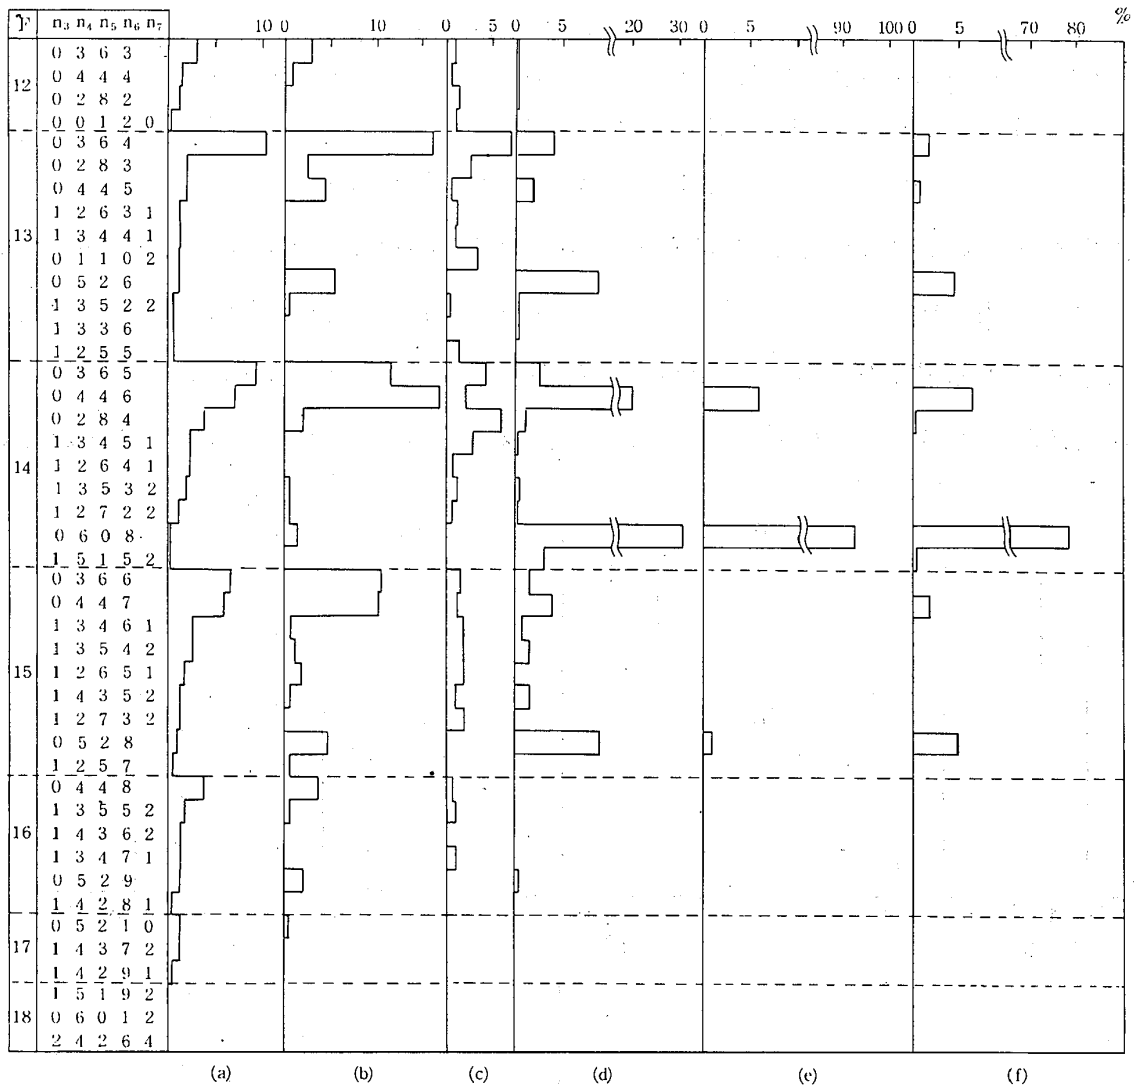 %
F n₃ n₄ n₅ n₆ n₇ 10 0 10 0 5 0 5 20 30 0 5 90 100 0 5 70 80
0 3 6 3
0 4 4 4
12
0 2 8 2
0 0 1 2 0
0 3 6 4
0 2 8 3
0 4 4 5
1 2 6 3 1
13
1 3 4 4 1
0 1 1 0 2
0 5 2 6
1 3 5 2 2
1 3 3 6
1 2 5 5
0 3 6 5
0 4 4 6
0 2 8 4
1 3 4 5 1
14 1 2 6 4 1
1 3 5 3 2
1 2 7 2 2
0 6 0 8
1 5 1 5 2
0 3 6 6
0 4 4 7
1 3 4 6 1
1 3 5 4 2
15 1 2 6 5 1
1 4 3 5 2
1 2 7 3 2
0 5 2 8
1 2 5 7
0 4 4 8
1 3 5 5 2
16 1 4 3 6 2
1 3 4 7 1
0 5 2 9
1 4 2 8 1
0 5 2 1 0
17 1 4 3 7 2
1 4 2 9 1
1 5 1 9 2
18 0 6 0 1 2
2 4 2 6 4
(a) (b) (c) (d) (e) (f)